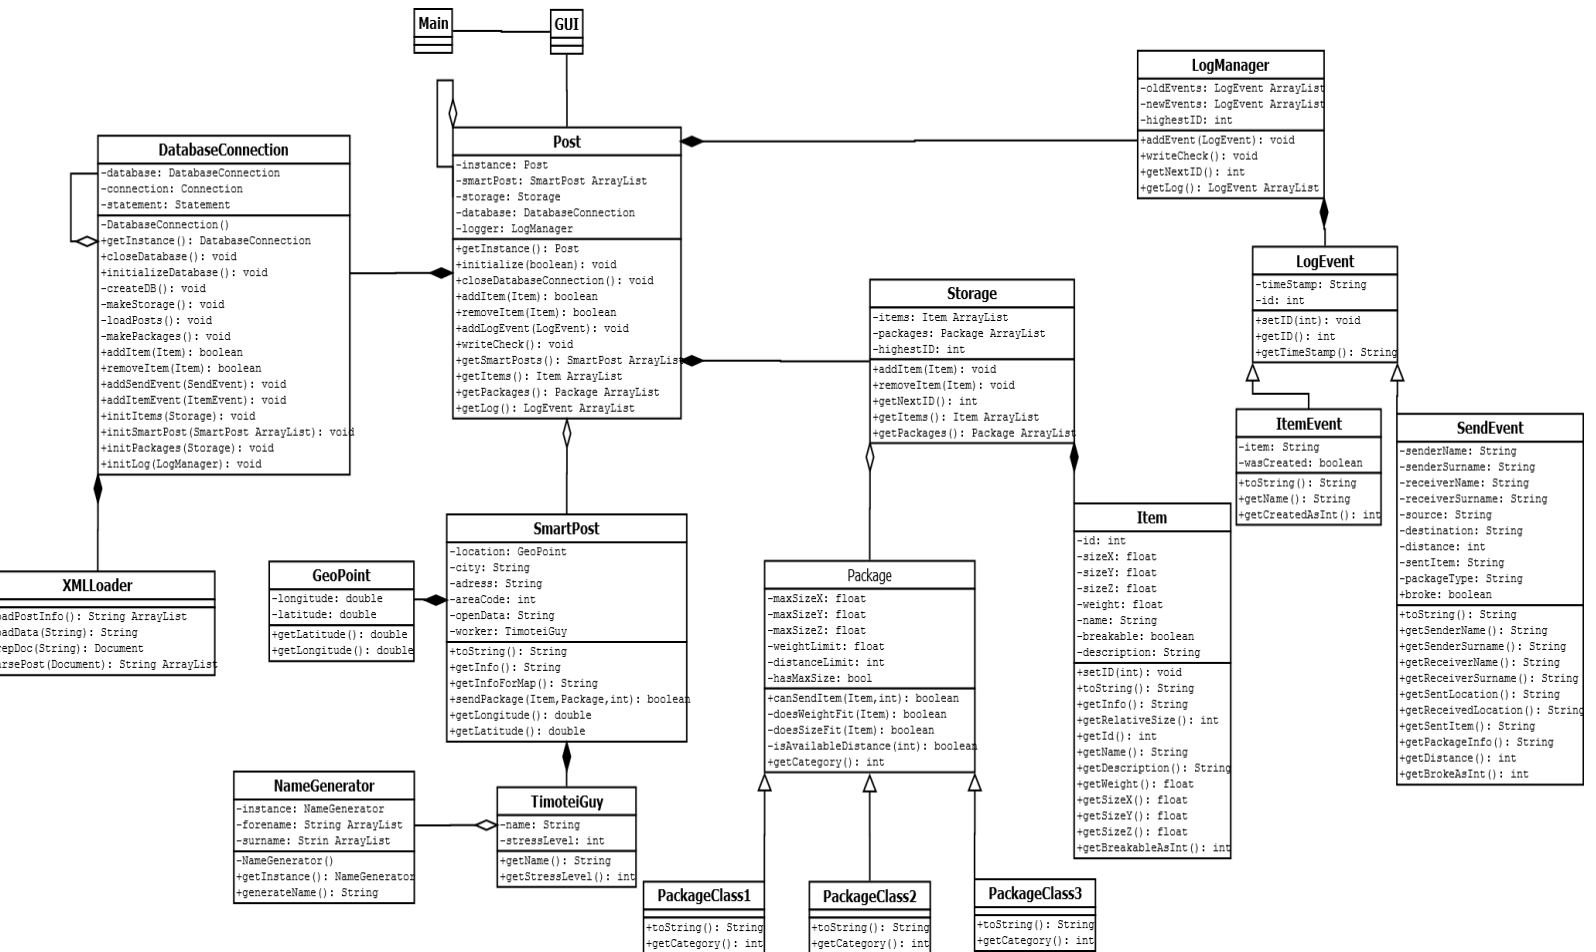 Main
GUI
LogManager
-oldEvents: LogEvent ArrayList
-newEvents: LogEvent ArrayList
-highestID: int
+addEvent(LogEvent): void
+writeCheck(): void
+getNextID(): int
+getLog(): LogEvent ArrayList
DatabaseConnection
-database: DatabaseConnection
-connection: Connection
-statement: Statement
-DatabaseConnection()
+getInstance(): DatabaseConnection
+closeDatabase(): void
+initializeDatabase(): void
-createDB(): void
-makeStorage(): void
-loadPosts(): void
-makePackages(): void
+addItem(Item): boolean
+removeItem(Item): boolean
+addSendEvent(SendEvent): void
+addItemEvent(ItemEvent): void
+initItems(Storage): void
+initSmartPost(SmartPost ArrayList): void
+initPackages(Storage): void
+initLog(LogManager): void
Post
-instance: Post
-smartPost: SmartPost ArrayList
-storage: Storage
-database: DatabaseConnection
-logger: LogManager
+getInstance(): Post
+initialize(boolean): void
+closeDatabaseConnection(): void
+addItem(Item): boolean
+removeItem(Item): boolean
+addLogEvent(LogEvent): void
+writeCheck(): void
+getSmartPosts(): SmartPost ArrayList
+getItems(): Item ArrayList
+getPackages(): Package ArrayList
+getLog(): LogEvent ArrayList
Storage
-items: Item ArrayList
-packages: Package ArrayList
-highestID: int
+addItem(Item): void
+removeItem(Item): void
+getNextID(): int
+getItems(): Item ArrayList
+getPackages(): Package ArrayList
LogEvent
-timeStamp: String
-id: int
+setID(int): void
+getID(): int
+getTimeStamp(): String
ItemEvent
-item: String
-wasCreated: boolean
+toString(): String
+getName(): String
+getCreatedAsInt(): int
SendEvent
-senderName: String
-senderSurname: String
-receiverName: String
-receiverSurname: String
-source: String
-destination: String
-distance: int
-sentItem: String
-packageType: String
+broke: boolean
+toString(): String
+getSenderName(): String
+getSenderSurname(): String
+getReceiverName(): String
+getReceiverSurname(): String
+getSentLocation(): String
+getReceivedLocation(): String
+getSentItem(): String
+getPackageInfo(): String
+getDistance(): int
+getBrokeAsInt(): int
XMLLoader
oadPostInfo(): String ArrayList
oadData(String): String
repDoc(String): Document
arsePost(Document): String ArrayList
GeoPoint
-longitude: double
-latitude: double
+getLatitude(): double
+getLongitude(): double
SmartPost
-location: GeoPoint
-city: String
-adress: String
-areaCode: int
-openData: String
-worker: TimoteiGuy
+toString(): String
+getInfo(): String
+getInfoForMap(): String
+sendPackage(Item,Package,int): boolean
+getLongitude(): double
+getLatitude(): double
Package
-maxSizeX: float
-maxSizeY: float
-maxSizeZ: float
-weightLimit: float
-distanceLimit: int
-hasMaxSize: bool
+canSendItem(Item,int): boolean
-doesWeightFit(Item): boolean
-doesSizeFit(Item): boolean
-isAvailableDistance(int): boolean
+getCategory(): int
Item
-id: int
-sizeX: float
-sizeY: float
-sizeZ: float
-weight: float
-name: String
-breakable: boolean
-description: String
+setID(int): void
+toString(): String
+getInfo(): String
+getRelativeSize(): int
+getId(): int
+getName(): String
+getDescription(): String
+getWeight(): float
+getSizeX(): float
+getSizeY(): float
+getSizeZ(): float
+getBreakableAsInt(): int
NameGenerator
-instance: NameGenerator
-forename: String ArrayList
-surname: Strin ArrayList
-NameGenerator()
+getInstance(): NameGenerator
+generateName(): String
TimoteiGuy
-name: String
-stressLevel: int
+getName(): String
+getStressLevel(): int
PackageClass1
+toString(): String
+getCategory(): int
PackageClass2
+toString(): String
+getCategory(): int
PackageClass3
+toString(): String
+getCategory(): int